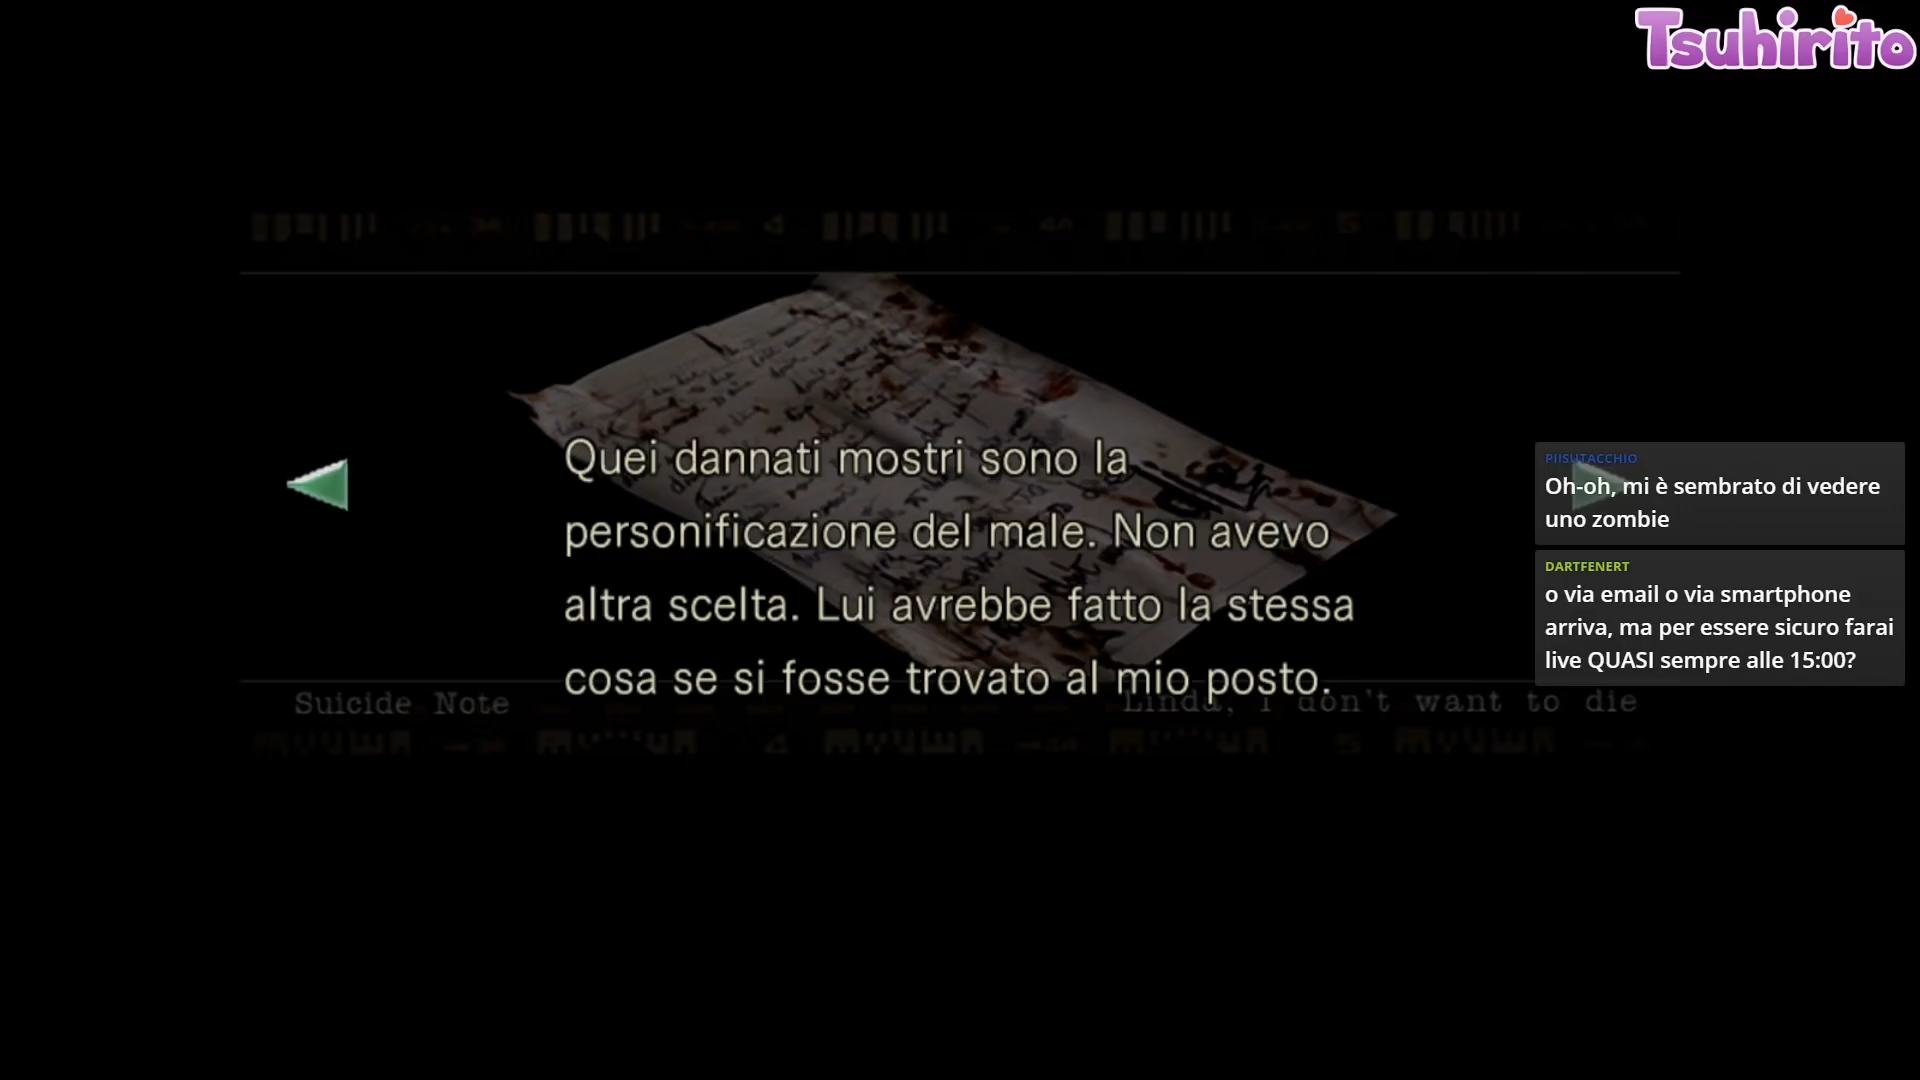 Tsuhirito
Quei dannati mostri sono la
personificazione del male. Non avevo
altra scelta. Lui avrebbe fatto la stessa
cosa se si fosse trovato al mio posto.
Suicide Note
Linda, I don't want to die
PIISUTACCHIO
Oh-oh, mi è sembrato di vedere
uno zombie
DARTFENERT
o via email o via smartphone
arriva, ma per essere sicuro farai
live QUASI sempre alle 15:00?